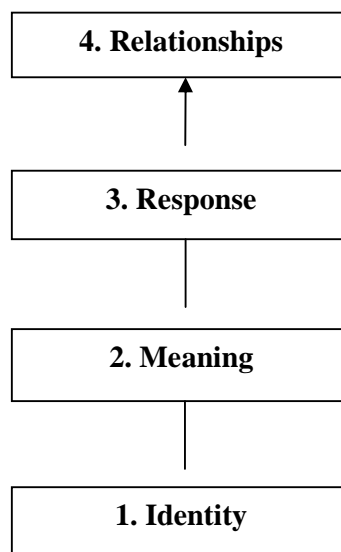 4. Relationships
3. Response
2. Meaning
1. Identity